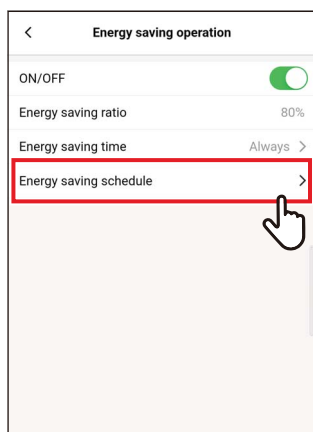 Energy saving operation
ON/OFF
Energy saving ratio 80%
Energy saving time Always
Energy saving schedule